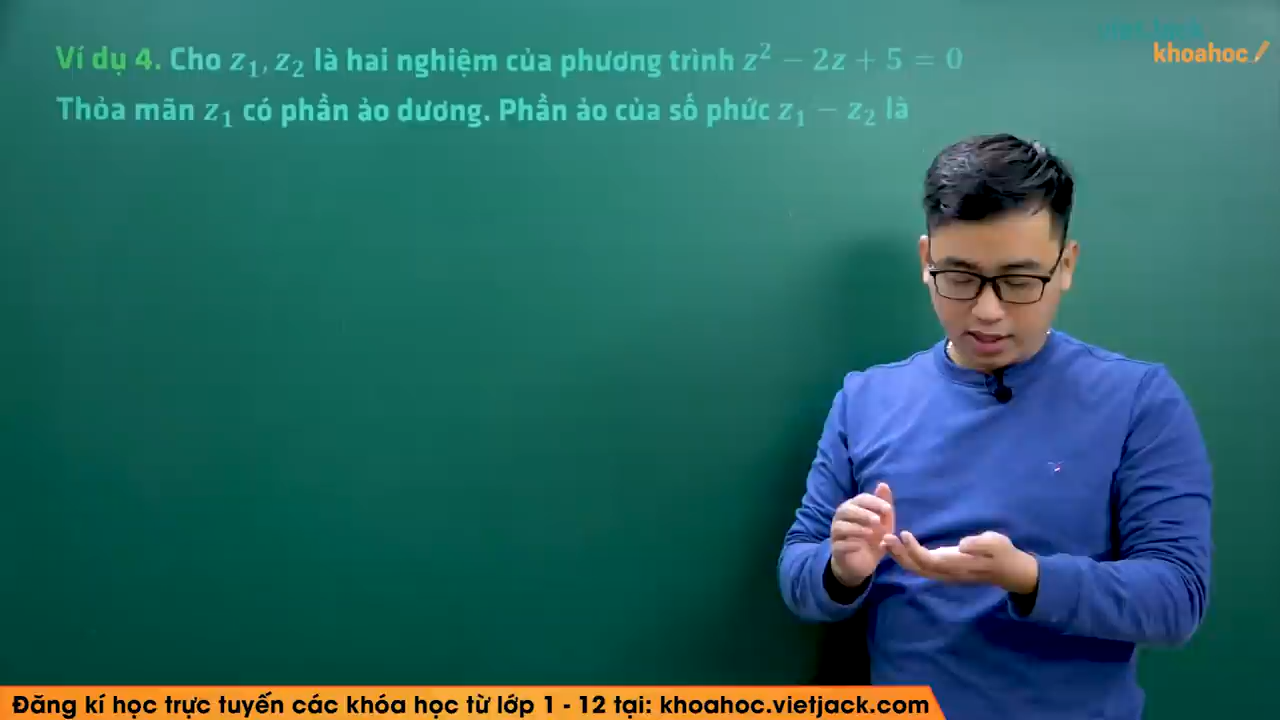 Ví dụ 4. Cho z₁, z₂ là hai nghiệm của phương trình z² − 2z + 5 = 0
Thỏa mãn z₁ có phần ảo dương. Phần ảo của số phức z₁ − z₂ là
vietjack
khoahoc
Đăng kí học trực tuyến các khóa học từ lớp 1 - 12 tại: khoahoc.vietjack.com